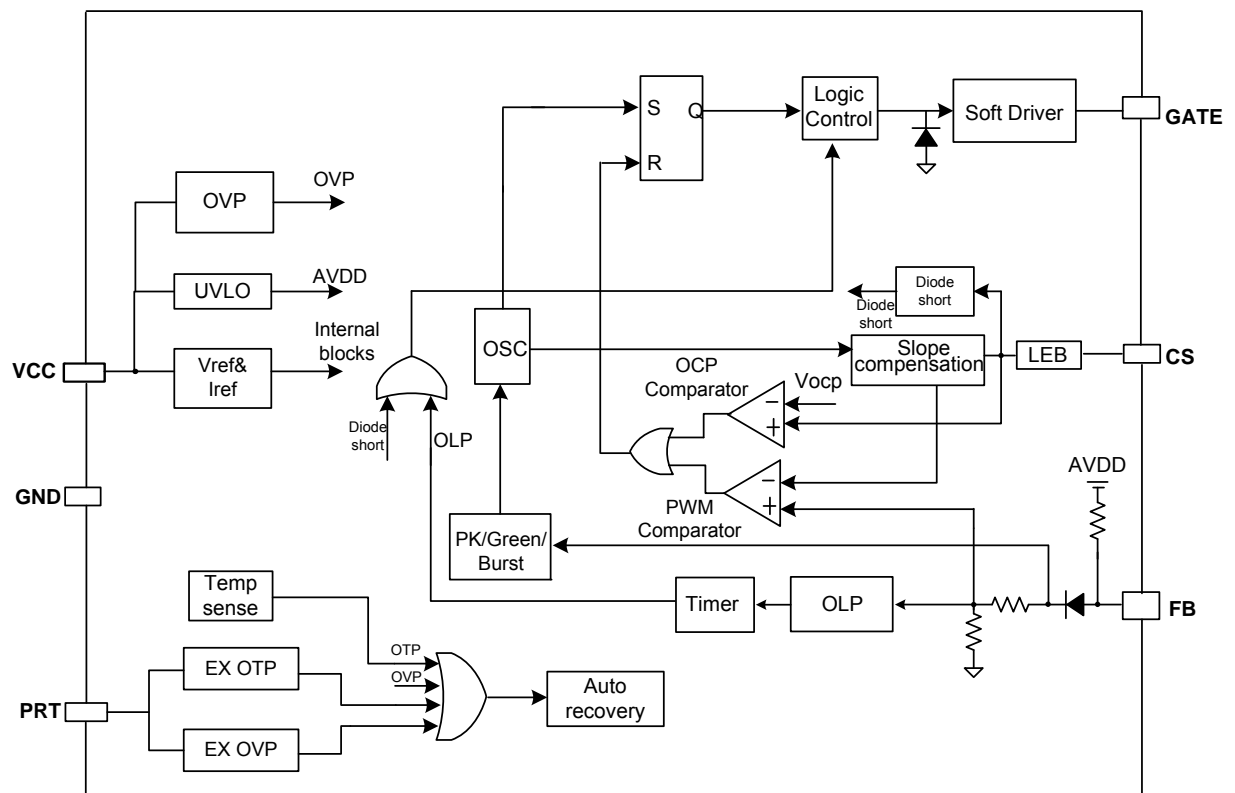 S
Q
R
Logic
Control
Soft Driver
GATE
OVP
OVP
UVLO
AVDD
Vref&
Iref
Internal
blocks
VCC
Diode
short
Diode
short
OSC
Slope
compensation
LEB
CS
OCP
Comparator
Vocp
−
+
Diode
short
OLP
GND
−
+
PWM
Comparator
AVDD
PK/Green/
Burst
Temp
sense
Timer
OLP
FB
OTP
OVP
EX OTP
EX OVP
PRT
Auto
recovery